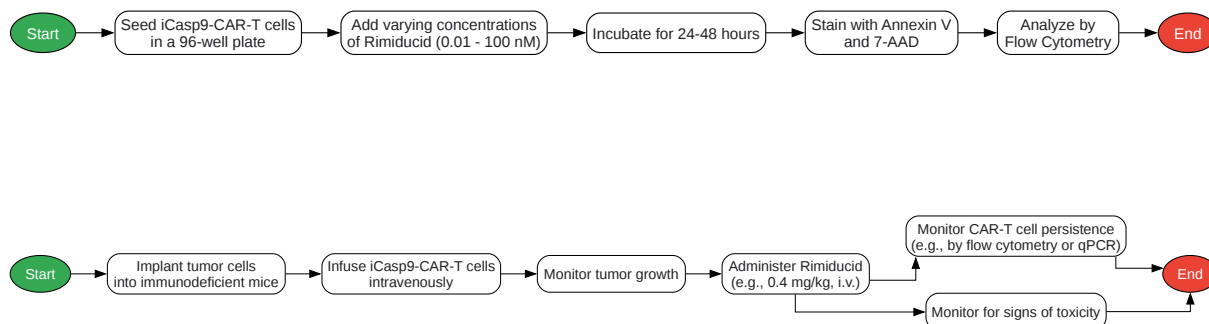 Start
Seed iCasp9-CAR-T cells
in a 96-well plate
Add varying concentrations
of Rimiducid (0.01 - 100 nM)
Incubate for 24-48 hours
Stain with Annexin V
and 7-AAD
Analyze by
Flow Cytometry
End
Start
Implant tumor cells
into immunodeficient mice
Infuse iCasp9-CAR-T cells
intravenously
Monitor tumor growth
Administer Rimiducid
(e.g., 0.4 mg/kg, i.v.)
Monitor CAR-T cell persistence
(e.g., by flow cytometry or qPCR)
Monitor for signs of toxicity
End